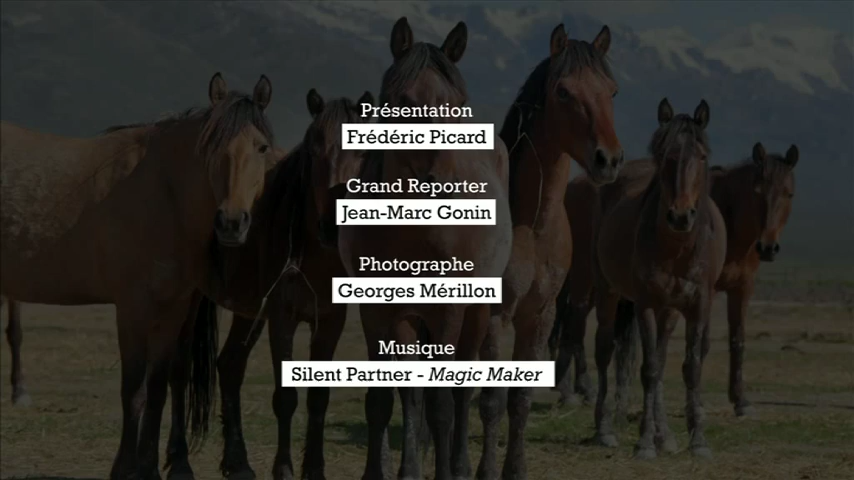 Présentation
Frédéric Picard
Grand Reporter
Jean-Marc Gonin
Photographe
Georges Mérillon
Musique
Silent Partner - Magic Maker